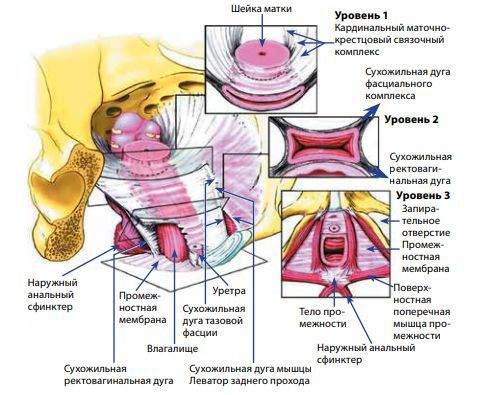 Шейка матки
Уровень 1
Кардинальный маточно-
крестцовый связочный
комплекс
Сухожильная дуга
фасциального
комплекса
Уровень 2
Сухожильная
ректоваги-
нальная дуга
Уровень 3
Запира-
тельное
отверстие
Промеж-
ностная
мембрана
Поверх-
ностная
поперечная
мышца про-
межности
Тело про-
межности
Наружный анальный
сфинктер
Наружный
анальный
сфинктер
Промеж-
ностная
мембрана
Влагалище
Уретра
Сухожильная
дуга тазовой
фасции
Сухожильная
ректовагинальная дуга
Сухожильная дуга мышцы
Леватор заднего прохода